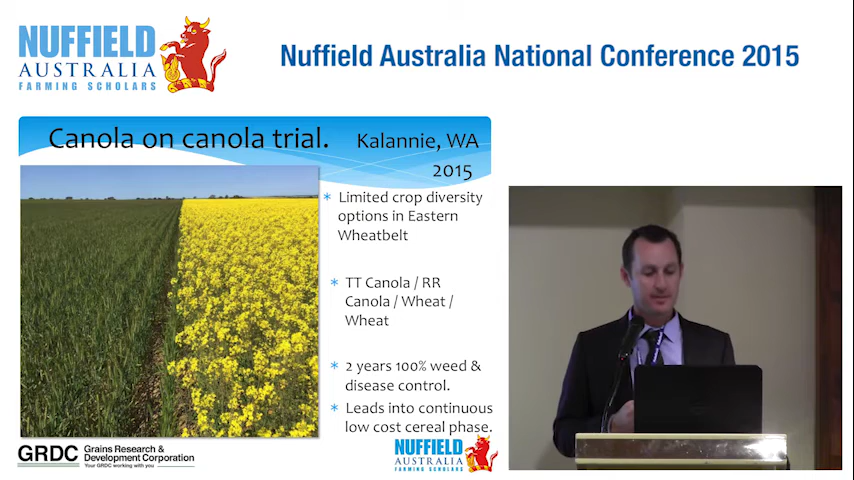 NUFFIELD
AUSTRALIA
FARMING SCHOLARS
Nuffield Australia National Conference 2015
Canola on canola trial. Kalannie, WA
2015
* Limited crop diversity
options in Eastern
Wheatbelt
* TT Canola / RR
Canola / Wheat /
Wheat
* 2 years 100% weed &
disease control.
* Leads into continuous
low cost cereal phase.
GRDC Grains Research &
Development Corporation
Your GRDC working with you
NUFFIELD
AUSTRALIA
FARMING SCHOLARS